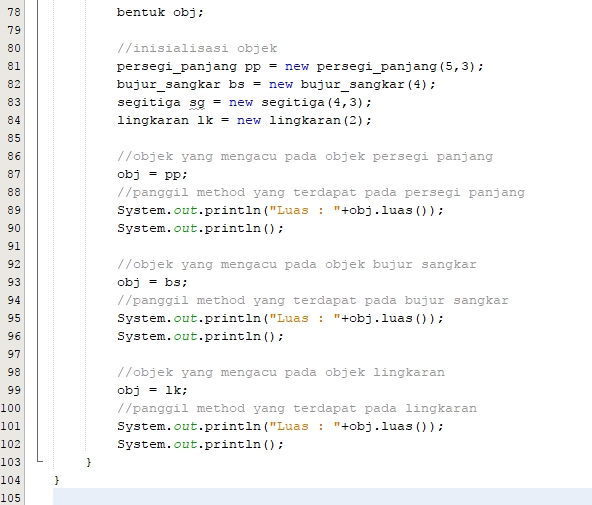 78 bentuk obj;
79
80 //inisialisasi objek
81 persegi_panjang pp = new persegi_panjang(5,3);
82 bujur_sangkar bs = new bujur_sangkar(4);
83 segitiga sg = new segitiga(4,3);
84 lingkaran lk = new lingkaran(2);
85
86 //objek yang mengacu pada objek persegi panjang
87 obj = pp;
88 //panggil method yang terdapat pada persegi panjang
89 System.out.println("Luas : "+obj.luas());
90 System.out.println();
91
92 //objek yang mengacu pada objek bujur sangkar
93 obj = bs;
94 //panggil method yang terdapat pada bujur sangkar
95 System.out.println("Luas : "+obj.luas());
96 System.out.println();
97
98 //objek yang mengacu pada objek lingkaran
99 obj = lk;
100 //panggil method yang terdapat pada lingkaran
101 System.out.println("Luas : "+obj.luas());
102 System.out.println();
103 }
104 }
105